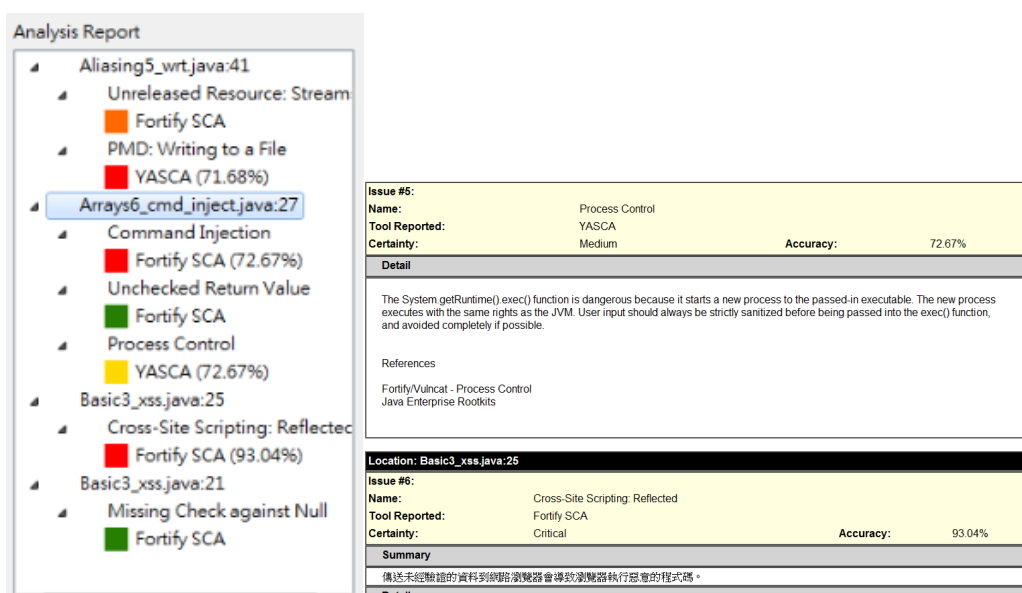 Analysis Report
Aliasing5_wrt.java:41
Unreleased Resource: Stream
Fortify SCA
PMD: Writing to a File
YASCA (71.68%)
Arrays6_cmd_inject.java:27
Command Injection
Fortify SCA (72.67%)
Unchecked Return Value
Fortify SCA
Process Control
YASCA (72.67%)
Basic3_xss.java:25
Cross-Site Scripting: Reflectec
Fortify SCA (93.04%)
Basic3_xss.java:21
Missing Check against Null
Fortify SCA
Issue #5:
Name: Process Control
Tool Reported: YASCA
Certainty: Medium Accuracy: 72.67%
Detail
The System.getRuntime().exec() function is dangerous because it starts a new process to the passed-in executable. The new process
executes with the same rights as the JVM. User input should always be strictly sanitized before being passed into the exec() function,
and avoided completely if possible.
References
Fortify/Vulncat - Process Control
Java Enterprise Rootkits
Location: Basic3_xss.java:25
Issue #6:
Name: Cross-Site Scripting: Reflected
Tool Reported: Fortify SCA
Certainty: Critical Accuracy: 93.04%
Summary
傳送未經驗證的資料到網路瀏覽器會導致瀏覽器執行惡意的程式碼。
Detail